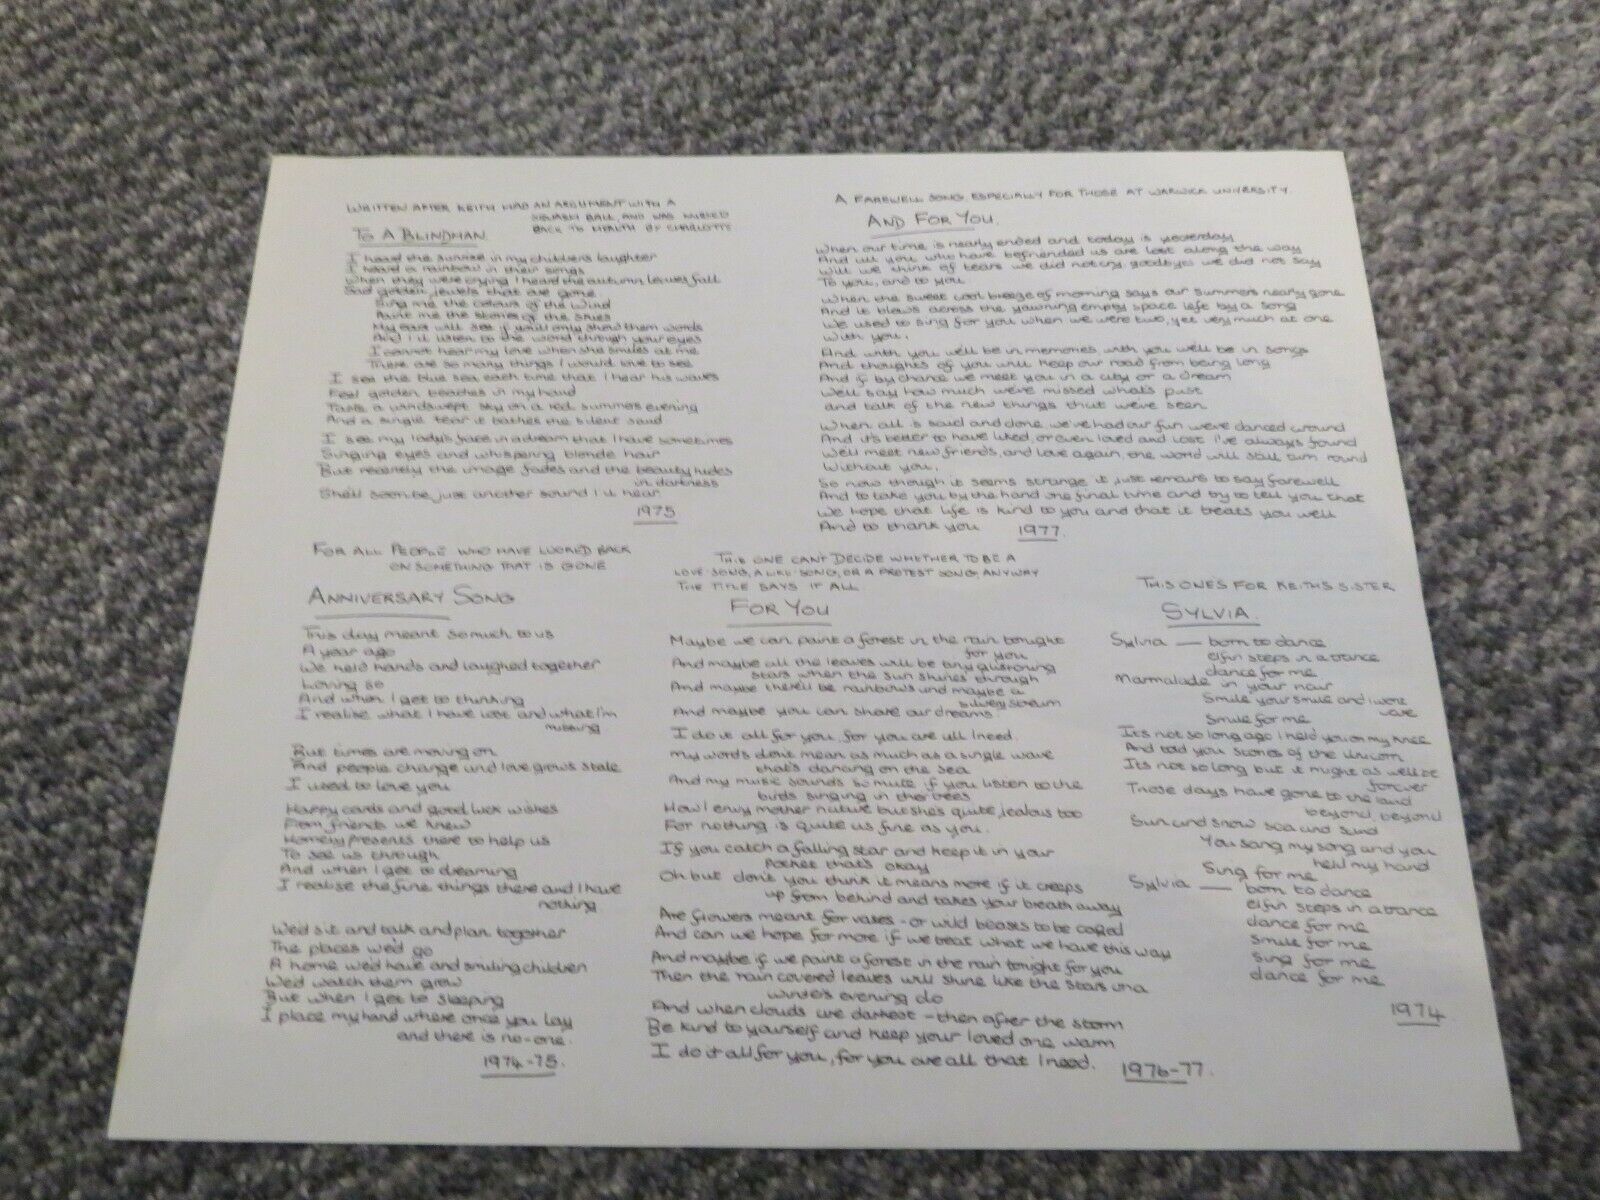 WRITTEN AFTER KEITH HAD AN ARGUMENT WITH A
SQUASH BALL, AND WAS NURSED
BACK TO HEALTH BY CHARLOTTE
TO A BLINDMAN.
I heard the sunrise in my childrens laughter
I heard a rainbow in their songs
When they were crying I heard the autumn leaves fall
Sad golden jewels that are gone.
Sing me the colours of the wind
Paint me the stories of the skies
My ears will see if you'll only show them words
And I'll listen to the world through your eyes
I cannot hear my love when she smiles at me
There are so many things I would love to see
I see the blue sea each time that I hear his waves
Feel golden beaches in my hand
Taste a windswept sky on a red summers evening
And a single tear it bathes the silent sand
I see my lady's face in a dream that I have sometimes
Singing eyes and whispering blonde hair
But recently the image fades and the beauty hides
in darkness
She'll soon be just another sound I'll hear.
1975
A FAREWELL SONG, ESPECIALLY FOR THOSE AT WARWICK UNIVERSITY.
AND FOR YOU.
When our time is nearly ended and today is yesterday
And all you who have befriended us are lost along the way
Will we think of tears we did not cry, goodbyes we did not say
To you, and to you
When the sweet cool breeze of morning says our summers nearly gone
And it blows across the yawning empty space left by a song
We used to sing for you when we were two, yet very much at one
With you.
And with you we'll be in memories, with you we'll be in songs
And thoughts of you will keep our road from being long
And if by chance we meet you in a city or a dream
We'll say how much we've missed what's past
and talk of the new things that we've seen
When all is said and done we've had our fun we've danced around
And it's better to have liked, or even loved and lost I've always found
We'll meet new friends, and love again, the world will still turn round
Without you.
So now though it seems strange it just remains to say farewell
And to take you by the hand one final time and try to tell you that
We hope that life is kind to you and that it treats you well
And to thank you
1977.
FOR ALL PEOPLE WHO HAVE LOOKED BACK
ON SOMETHING THAT IS GONE
ANNIVERSARY SONG
This day meant so much to us
A year ago
We held hands and laughed together
Loving so
And when I get to thinking
I realise what I have lost and what I'm
missing
But times are moving on
And people change and love grows stale
I used to love you
Happy cards and good luck wishes
From friends we knew
Homely presents there to help us
To see us through
And when I get to dreaming
I realise the fine things there and I have
nothing
We'd sit and talk and plan together
The places we'd go
A home we'd have and smiling children
We'd watch them grow
But when I get to sleeping
I place my hand where once you lay
and there is no-one.
1974-75.
THIS ONE CAN'T DECIDE WHETHER TO BE A
LOVE-SONG, A LIKE-SONG, OR A PROTEST SONG, ANYWAY
THE TITLE SAYS IT ALL.
FOR YOU
Maybe we can paint a forest in the rain tonight
for you
And maybe all the leaves will be tiny glistening
stars when the sun shines through
And maybe there'll be rainbows and maybe a
silvery stream
And maybe you can share our dreams.
I do it all for you, for you are all I need.
My words don't mean as much as a single wave
that's dancing on the sea
And my music sounds so mute if you listen to the
birds singing in the trees
How I envy mother nature but she's quite jealous too
For nothing is quite as fine as you.
If you catch a falling star and keep it in your
pocket that's okay
Oh but don't you think it means more if it creeps
up from behind and takes your breath away
Are flowers meant for vases - or wild beasts to be caged
And can we hope for more if we treat what we have this way
And maybe if we paint a forest in the rain tonight for you
Then the rain covered leaves will shine like the stars in a
winters evening do
And when clouds are darkest - then after the storm
Be kind to yourself and keep your loved one warm
I do it all for you, for you are all that I need.
1976-77.
THIS ONES FOR KEITHS SISTER
SYLVIA.
Sylvia — born to dance
elfin steps in a trance
dance for me
Marmalade in your hair
Smile your smile and I won't
care
Smile for me
It's not so long ago I held you on my knee
And told you stories of the Unicorn
It's not so long but it might as well be
forever
Those days have gone to the land
beyond, beyond
Sun and snow sea and sand
You sang my song and you
held my hand
Sing for me
Sylvia — born to dance
elfin steps in a trance
dance for me
smile for me
sing for me
dance for me
1974